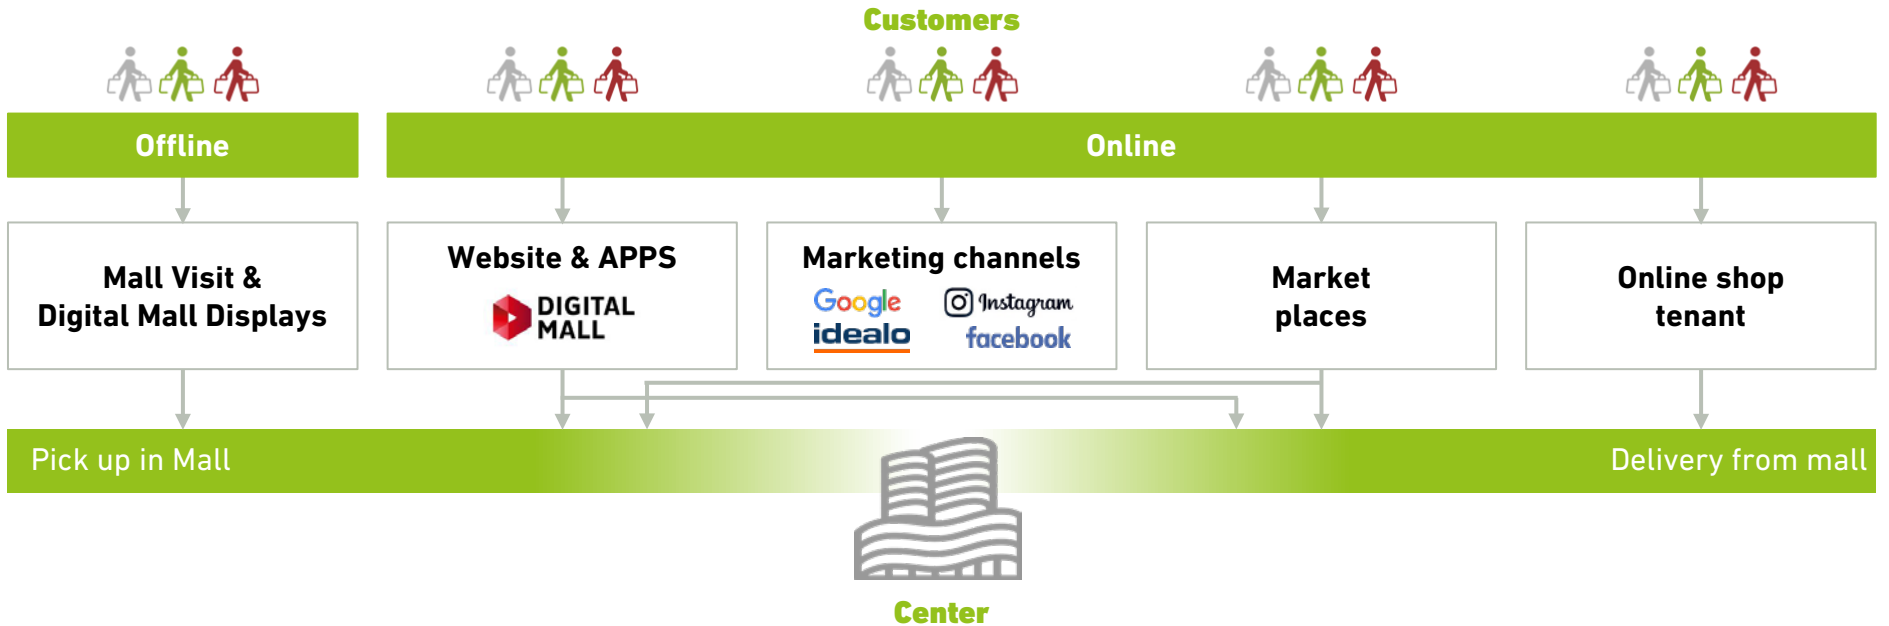 Customers
Offline
Online
Mall Visit &
Digital Mall Displays
Website & APPS
DIGITAL
MALL
Marketing channels
Google
Instagram
idealo
facebook
Market
places
Online shop
tenant
Pick up in Mall
Delivery from mall
Center